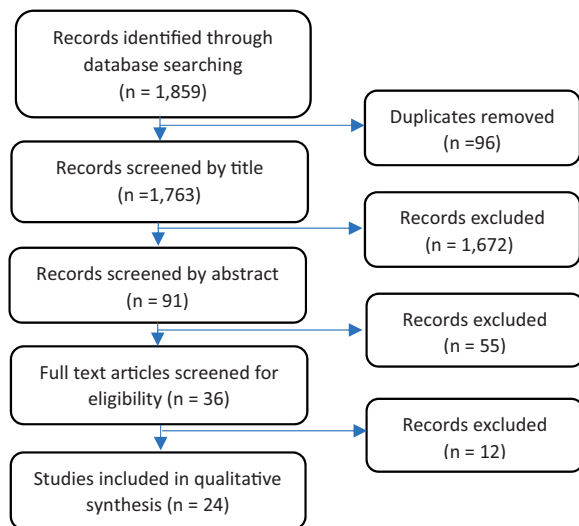 Records identified through
database searching
(n = 1,859)
Duplicates removed
(n =96)
Records screened by title
(n =1,763)
Records excluded
(n = 1,672)
Records screened by abstract
(n = 91)
Records excluded
(n = 55)
Full text articles screened for
eligibility (n = 36)
Records excluded
(n = 12)
Studies included in qualitative
synthesis (n = 24)